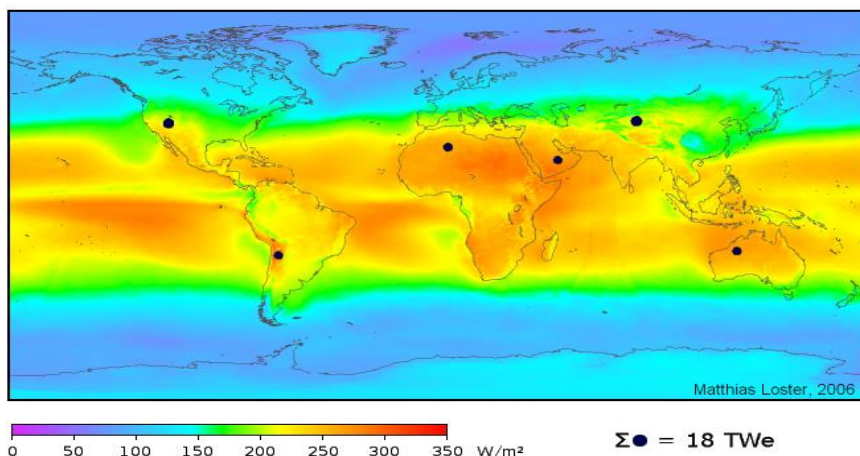 Matthias Loster, 2006
0 50 100 150 200 250 300 350 W/m²
Σ● = 18 TWe